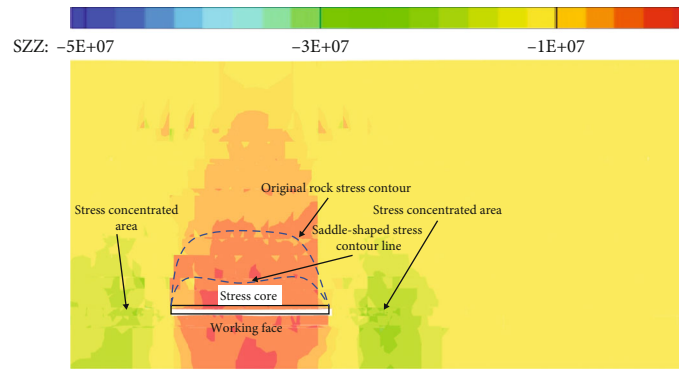 SZZ: −5E+07 −3E+07 −1E+07
Original rock stress contour
Stress concentrated
area
Stress concentrated area
Saddle-shaped stress
contour line
Stress core
Working face